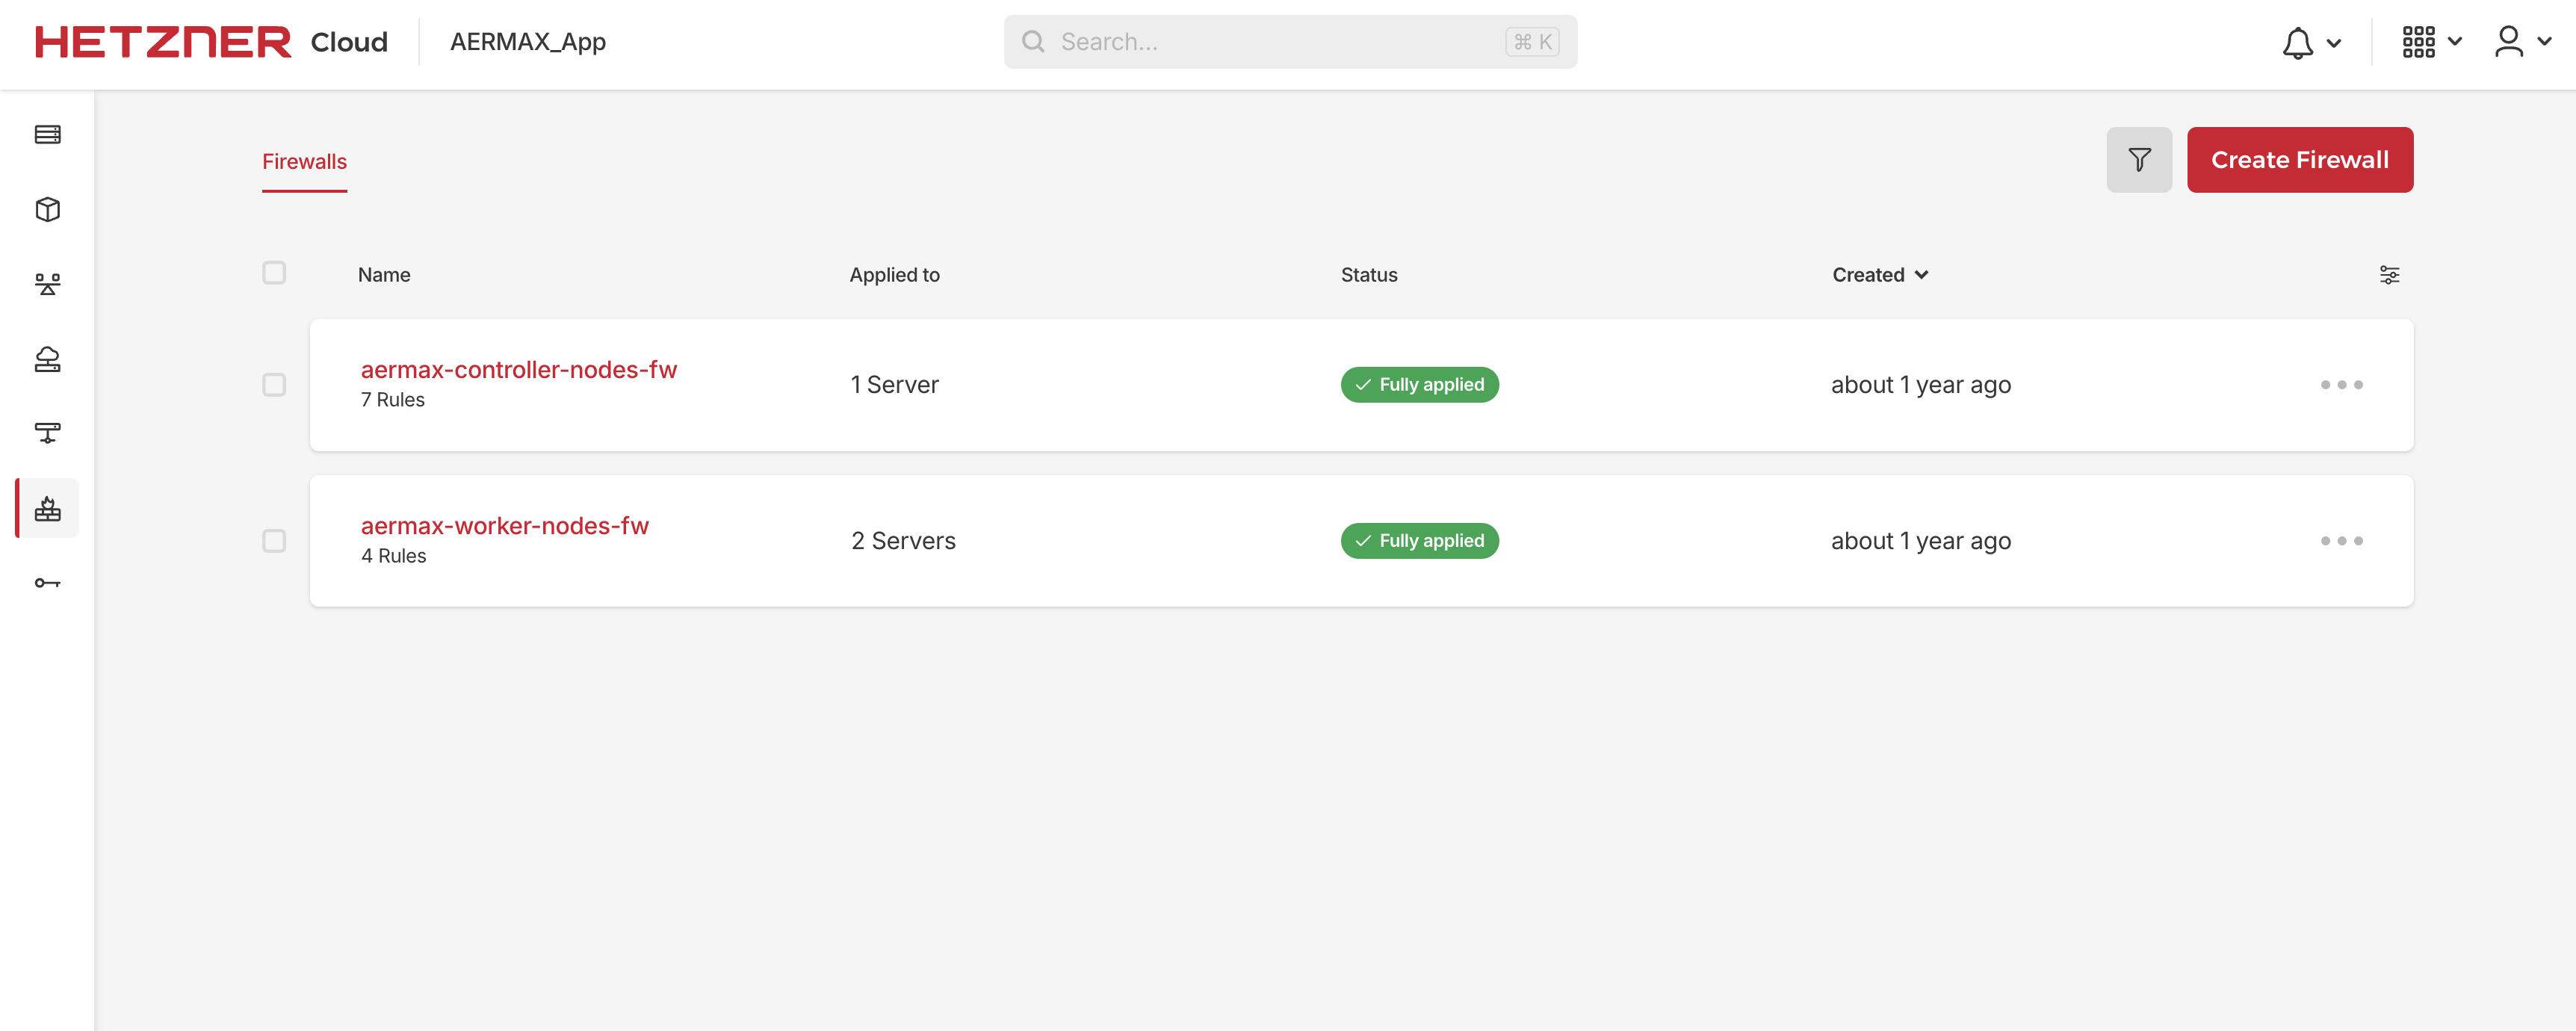 HETZNER Cloud AERMAX_App Search... ⌘ K
Firewalls Create Firewall
Name Applied to Status Created
aermax-controller-nodes-fw
7 Rules
1 Server Fully applied about 1 year ago
aermax-worker-nodes-fw
4 Rules
2 Servers Fully applied about 1 year ago